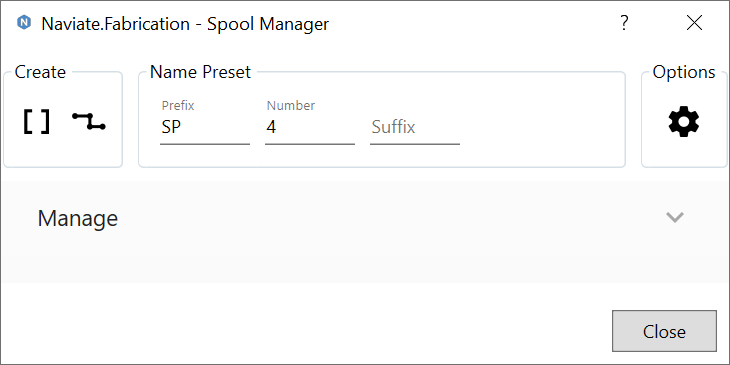 Naviate.Fabrication - Spool Manager ?
Create Name Preset Options
Prefix Number
SP 4 Suffix
Manage
Close